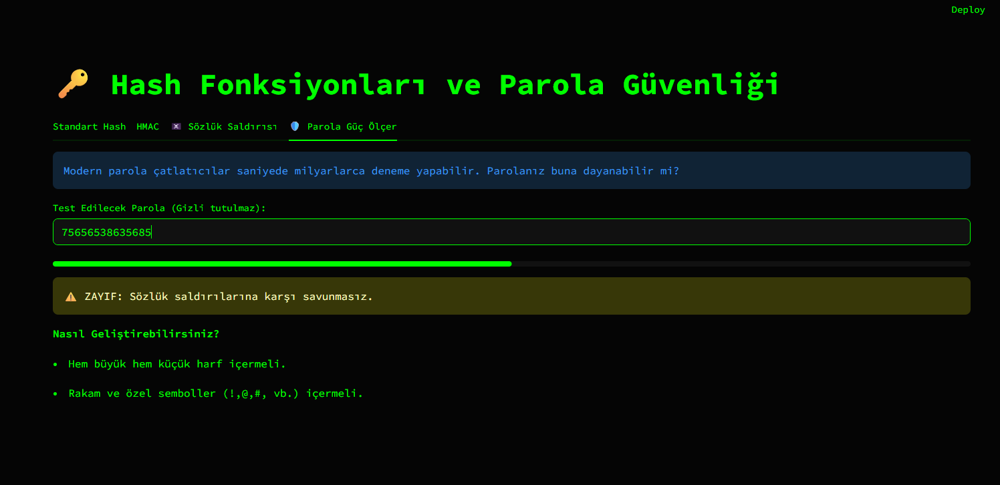 Deploy
Hash Fonksiyonları ve Parola Güvenliği
Standart Hash HMAC Sözlük Saldırısı Parola Güç Ölçer
Modern parola çatlatıcılar saniyede milyarlarca deneme yapabilir. Parolanız buna dayanabilir mi?
Test Edilecek Parola (Gizli tutulmaz):
75656538635685
ZAYIF: Sözlük saldırılarına karşı savunmasız.
Nasıl Geliştirebilirsiniz?
• Hem büyük hem küçük harf içermeli.
• Rakam ve özel semboller (!,@,#, vb.) içermeli.